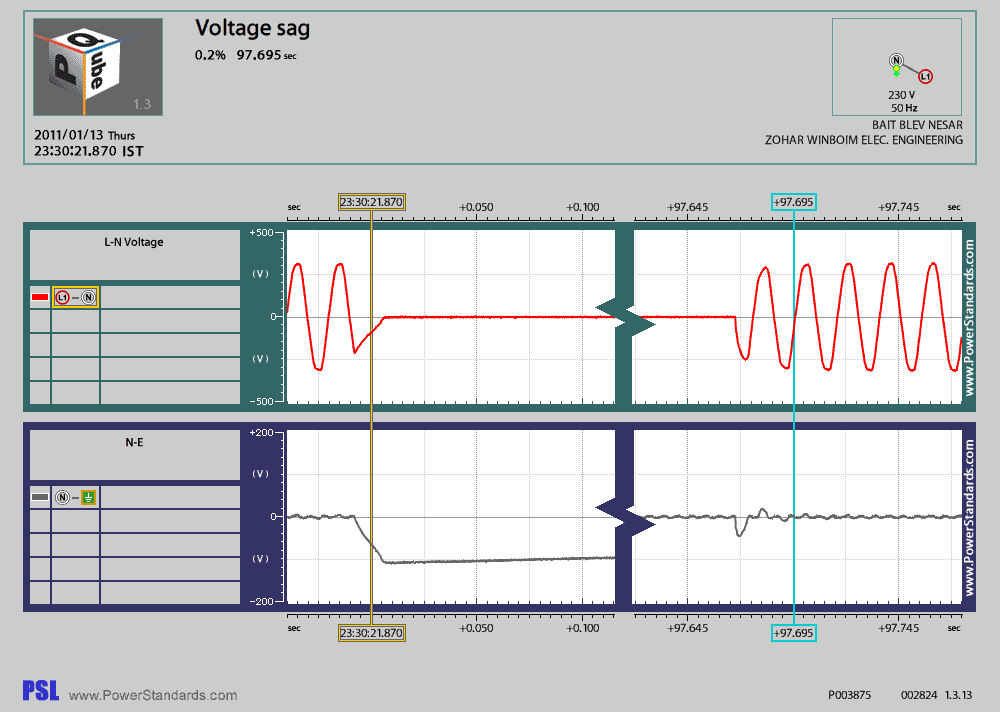 Voltage sag
0.2% 97.695 sec
P Q ube
1.3
2011/01/13 Thurs
23:30:21.870 IST
N L1
230 V
50 Hz
BAIT BLEV NESAR
ZOHAR WINBOIM ELEC. ENGINEERING
sec 23:30:21.870 +0.050 +0.100 +97.645 +97.695 +97.745 sec
L-N Voltage
L1 – N
+500
(V)
0
(V)
−500
www.PowerStandards.com
N-E
N –
+200
(V)
0
(V)
−200
www.PowerStandards.com
sec 23:30:21.870 +0.050 +0.100 +97.645 +97.695 +97.745 sec
PSL www.PowerStandards.com
P003875 002824 1.3.13